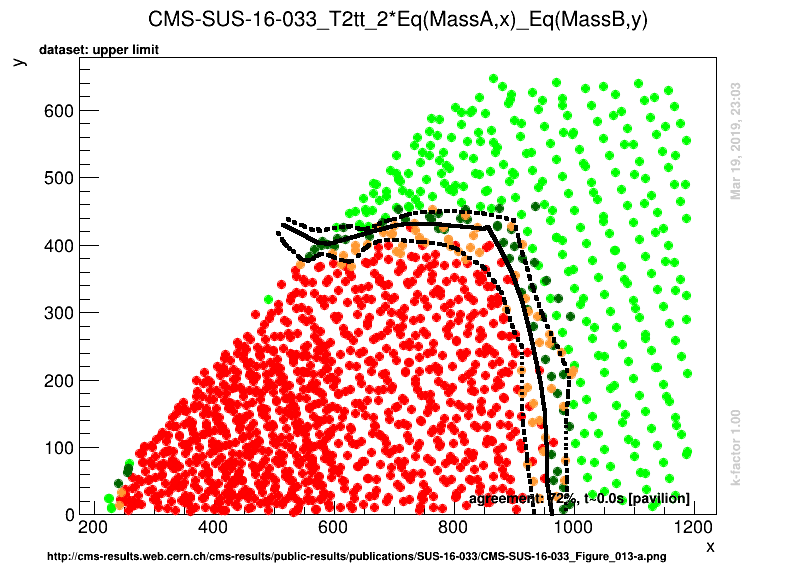 CMS-SUS-16-033_T2tt_2*Eq(MassA,x)_Eq(MassB,y)
dataset: upper limit
y
600
500
400
300
200
100
0
200
400
600
800
1000
1200
x
agreement: 72%, t~0.0s [pavilion]
Mar 19, 2019, 23:03
k-factor 1.00
http://cms-results.web.cern.ch/cms-results/public-results/publications/SUS-16-033/CMS-SUS-16-033_Figure_013-a.png